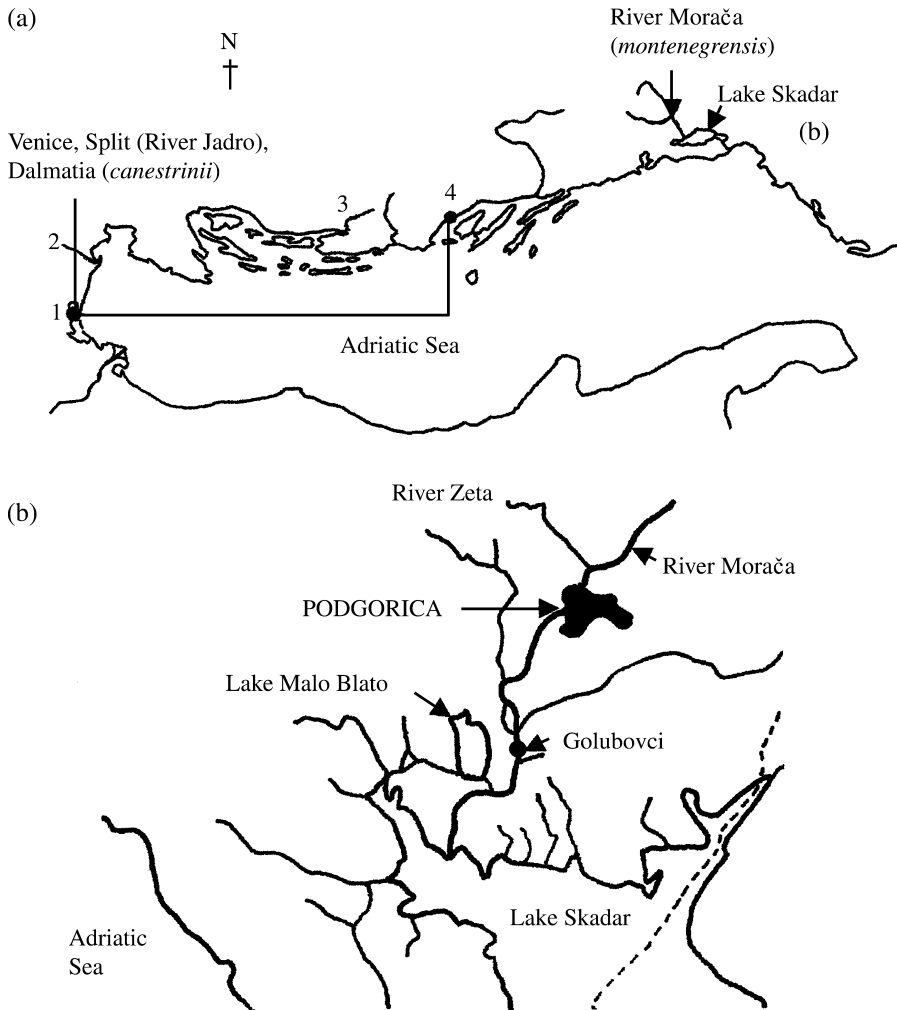 (a)
N
River Morača
(montenegrensis)
Lake Skadar
(b)
Venice, Split (River Jadro),
Dalmatia (canestrinii)
3
4
2
1
Adriatic Sea
(b)
River Zeta
River Morača
PODGORICA
Lake Malo Blato
Golubovci
Lake Skadar
Adriatic
Sea